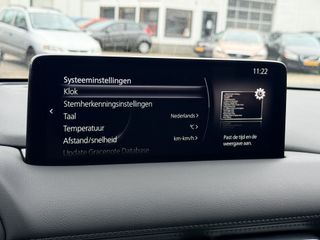 11:22
Systeeminstellingen
Klok
Stemherkenningsinstellingen
Taal Nederlands >
Temperatuur °C >
Afstand/snelheid km-km/h >
Update Gracenote Database
Past de tijd en de
weergave aan.